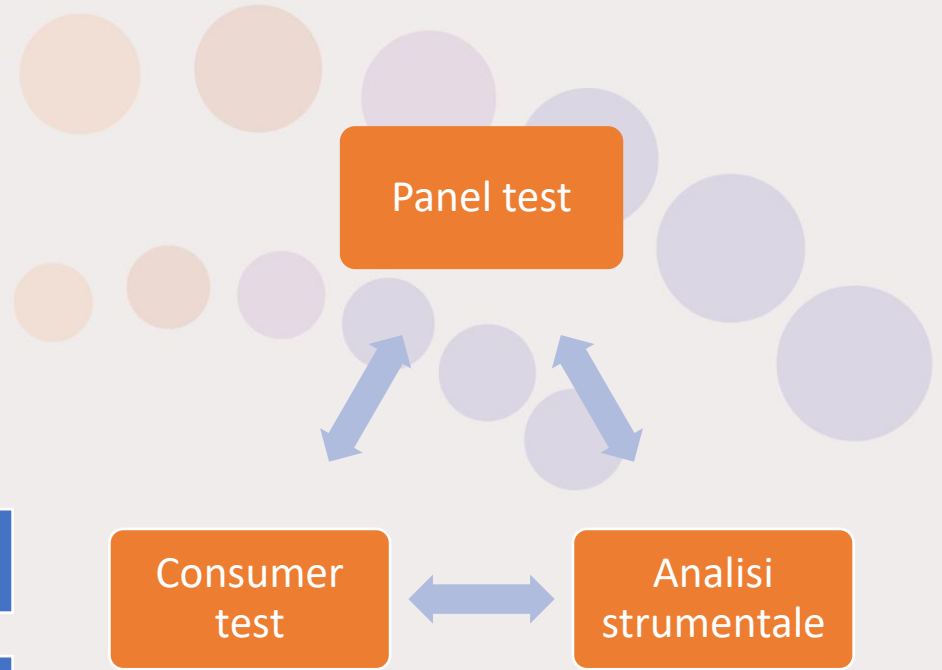 Panel test
Consumer
test
Analisi
strumentale